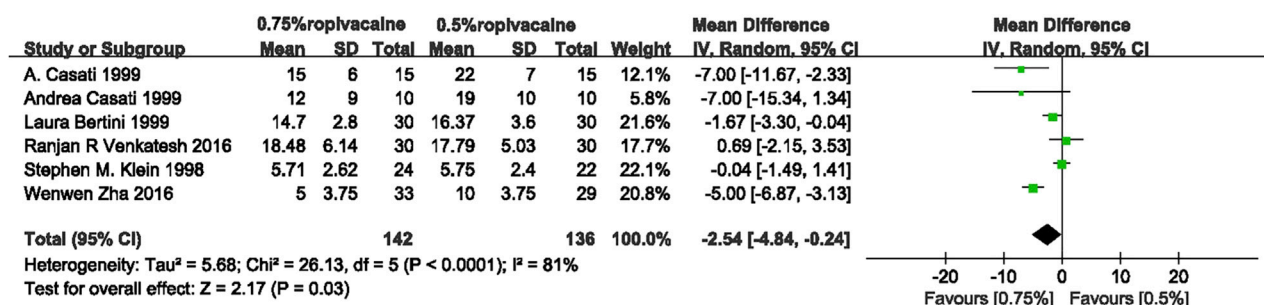 0.75%ropivacaine 0.5%ropivacaine Mean Difference Mean Difference
Study or Subgroup Mean SD Total Mean SD Total Weight IV, Random, 95% CI IV, Random, 95% CI
A. Casati 1999 15 6 15 22 7 15 12.1% -7.00 [-11.67, -2.33]
Andrea Casati 1999 12 9 10 19 10 10 5.8% -7.00 [-15.34, 1.34]
Laura Bertini 1999 14.7 2.8 30 16.37 3.6 30 21.6% -1.67 [-3.30, -0.04]
Ranjan R Venkatesh 2016 18.48 6.14 30 17.79 5.03 30 17.7% 0.69 [-2.15, 3.53]
Stephen M. Klein 1998 5.71 2.62 24 5.75 2.4 22 22.1% -0.04 [-1.49, 1.41]
Wenwen Zha 2016 5 3.75 33 10 3.75 29 20.8% -5.00 [-6.87, -3.13]
Total (95% CI) 142 136 100.0% -2.54 [-4.84, -0.24]
Heterogeneity: Tau² = 5.68; Chi² = 26.13, df = 5 (P < 0.0001); I² = 81%
Test for overall effect: Z = 2.17 (P = 0.03)
-20 -10 0 10 20
Favours [0.75%] Favours [0.5%]